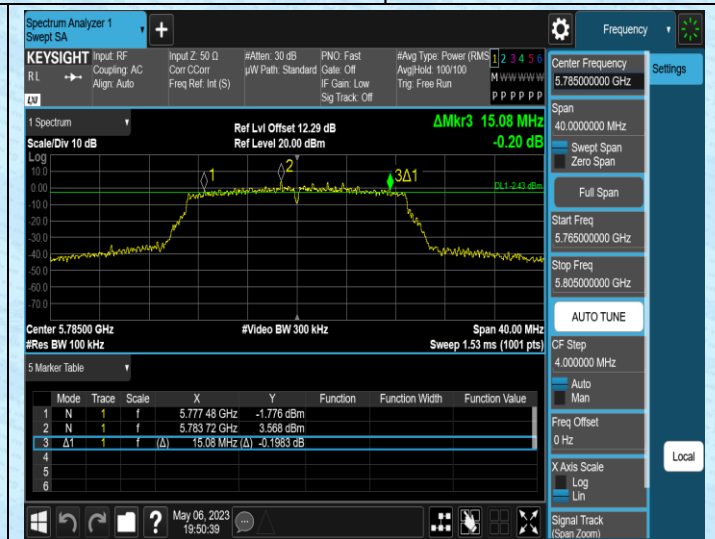 Spectrum Analyzer 1
Swept SA
+
Frequency
KEYSIGHT
RL
LXI
Input: RF
Coupling: AC
Align: Auto
Input Z: 50 Ω
Corr CCorr
Freq Ref: Int (S)
#Atten: 30 dB
µW Path: Standard
PNO: Fast
Gate: Off
IF Gain: Low
Sig Track: Off
#Avg Type: Power (RMS
Avg|Hold: 100/100
Trig: Free Run
1 2 3 4 5 6
M W W W W W
P P P P P P
1 Spectrum
Scale/Div 10 dB
Log
Ref Lvl Offset 12.29 dB
Ref Level 20.00 dBm
ΔMkr3 15.08 MHz
-0.20 dB
10.0
0.00
-10.0
-20.0
-30.0
-40.0
-50.0
-60.0
-70.0
1
2
3Δ1
DL1 -2.43 dBm
Center 5.78500 GHz
#Res BW 100 kHz
#Video BW 300 kHz
Span 40.00 MHz
Sweep 1.53 ms (1001 pts)
5 Marker Table
Mode Trace Scale X Y Function Function Width Function Value
1 N 1 f 5.777 48 GHz -1.776 dBm
2 N 1 f 5.783 72 GHz 3.568 dBm
3 Δ1 1 f (Δ) 15.08 MHz (Δ) -0.1983 dB
4
5
6
Center Frequency
5.785000000 GHz
Span
40.0000000 MHz
Swept Span
Zero Span
Full Span
Start Freq
5.765000000 GHz
Stop Freq
5.805000000 GHz
AUTO TUNE
CF Step
4.000000 MHz
Auto
Man
Freq Offset
0 Hz
X Axis Scale
Log
Lin
Signal Track
(Span Zoom)
Settings
Local
?
May 06, 2023
19:50:39